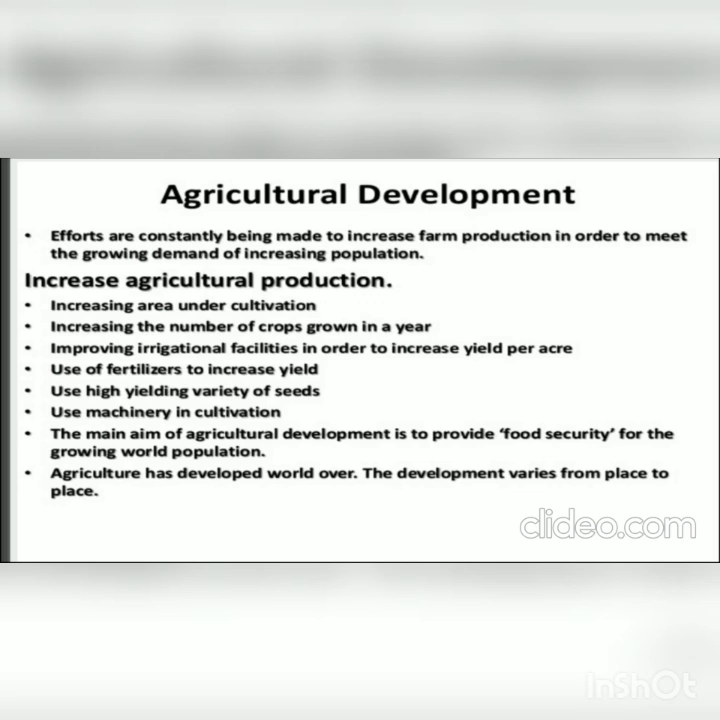 Agricultural Development
• Efforts are constantly being made to increase farm production in order to meet
the growing demand of increasing population.
Increase agricultural production.
• Increasing area under cultivation
• Increasing the number of crops grown in a year
• Improving irrigational facilities in order to increase yield per acre
• Use of fertilizers to increase yield
• Use high yielding variety of seeds
• Use machinery in cultivation
• The main aim of agricultural development is to provide ‘food security’ for the
growing world population.
• Agriculture has developed world over. The development varies from place to
place.
clideo.com
InShOt